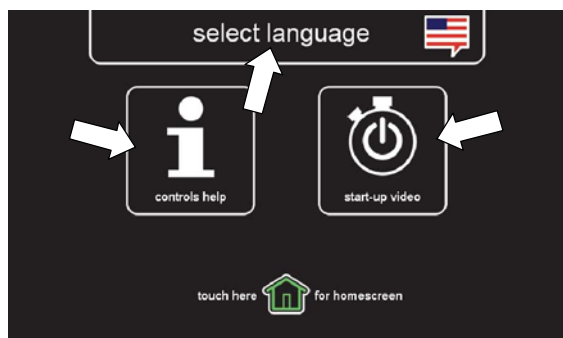 select language
controls help
start-up video
touch here for homescreen